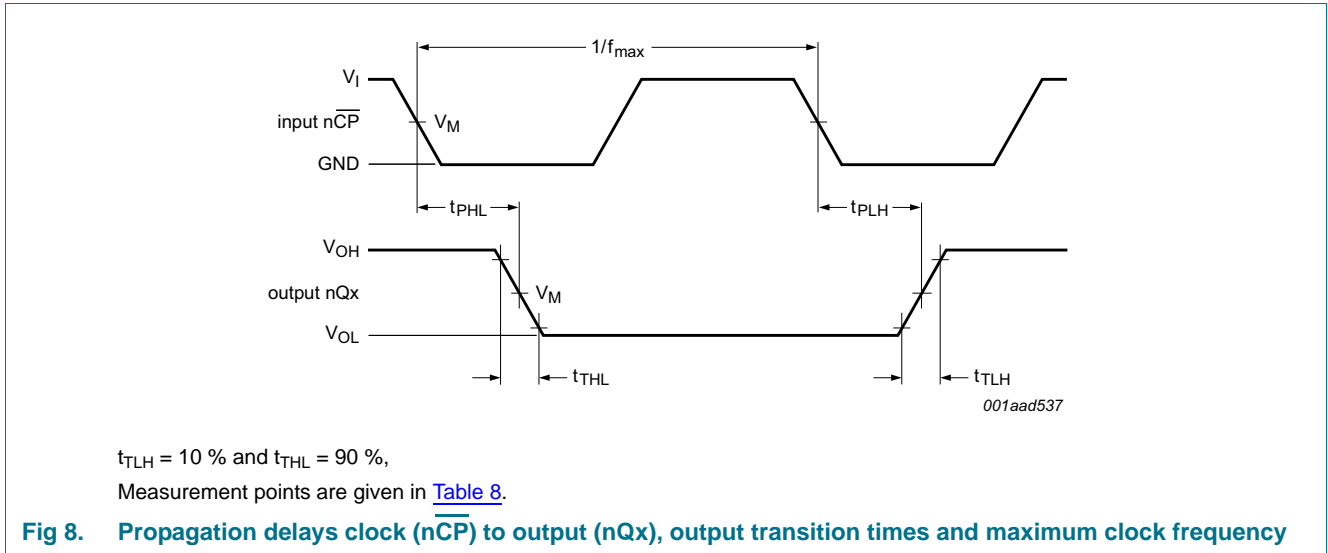 1/fmax
VI
input nCP
VM
GND
tPHL
tPLH
VOH
output nQx
VM
VOL
tTHL
tTLH
001aad537
tTLH = 10 % and tTHL = 90 %,
Measurement points are given in Table 8.
Fig 8. Propagation delays clock (nC̅P̅) to output (nQx), output transition times and maximum clock frequency